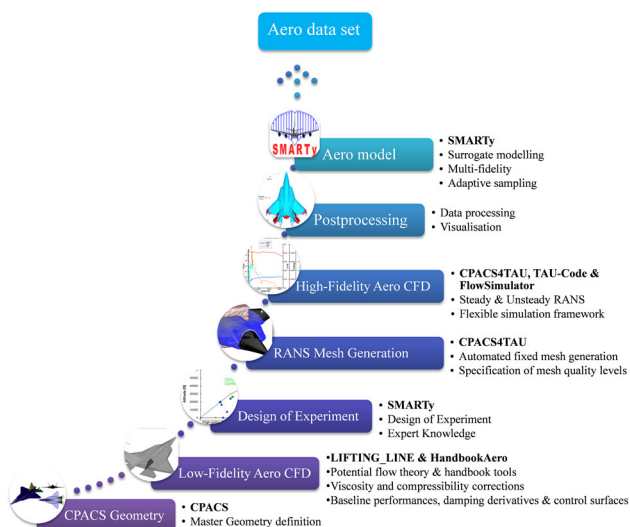 Aero data set
SMARTy
Aero model
SMARTy
• Surrogate modelling
• Multi-fidelity
• Adaptive sampling
Postprocessing
• Data processing
• Visualisation
High-Fidelity Aero CFD
CPACS4TAU, TAU-Code &
FlowSimulator
• Steady & Unsteady RANS
• Flexible simulation framework
RANS Mesh Generation
CPACS4TAU
• Automated fixed mesh generation
• Specification of mesh quality levels
Design of Experiment
SMARTy
• Design of Experiment
• Expert Knowledge
Low-Fidelity Aero CFD
•LIFTING_LINE & HandbookAero
•Potential flow theory & handbook tools
•Viscosity and compressibility corrections
•Baseline performances, damping derivatives & control surfaces
CPACS Geometry
• CPACS
• Master Geometry definition